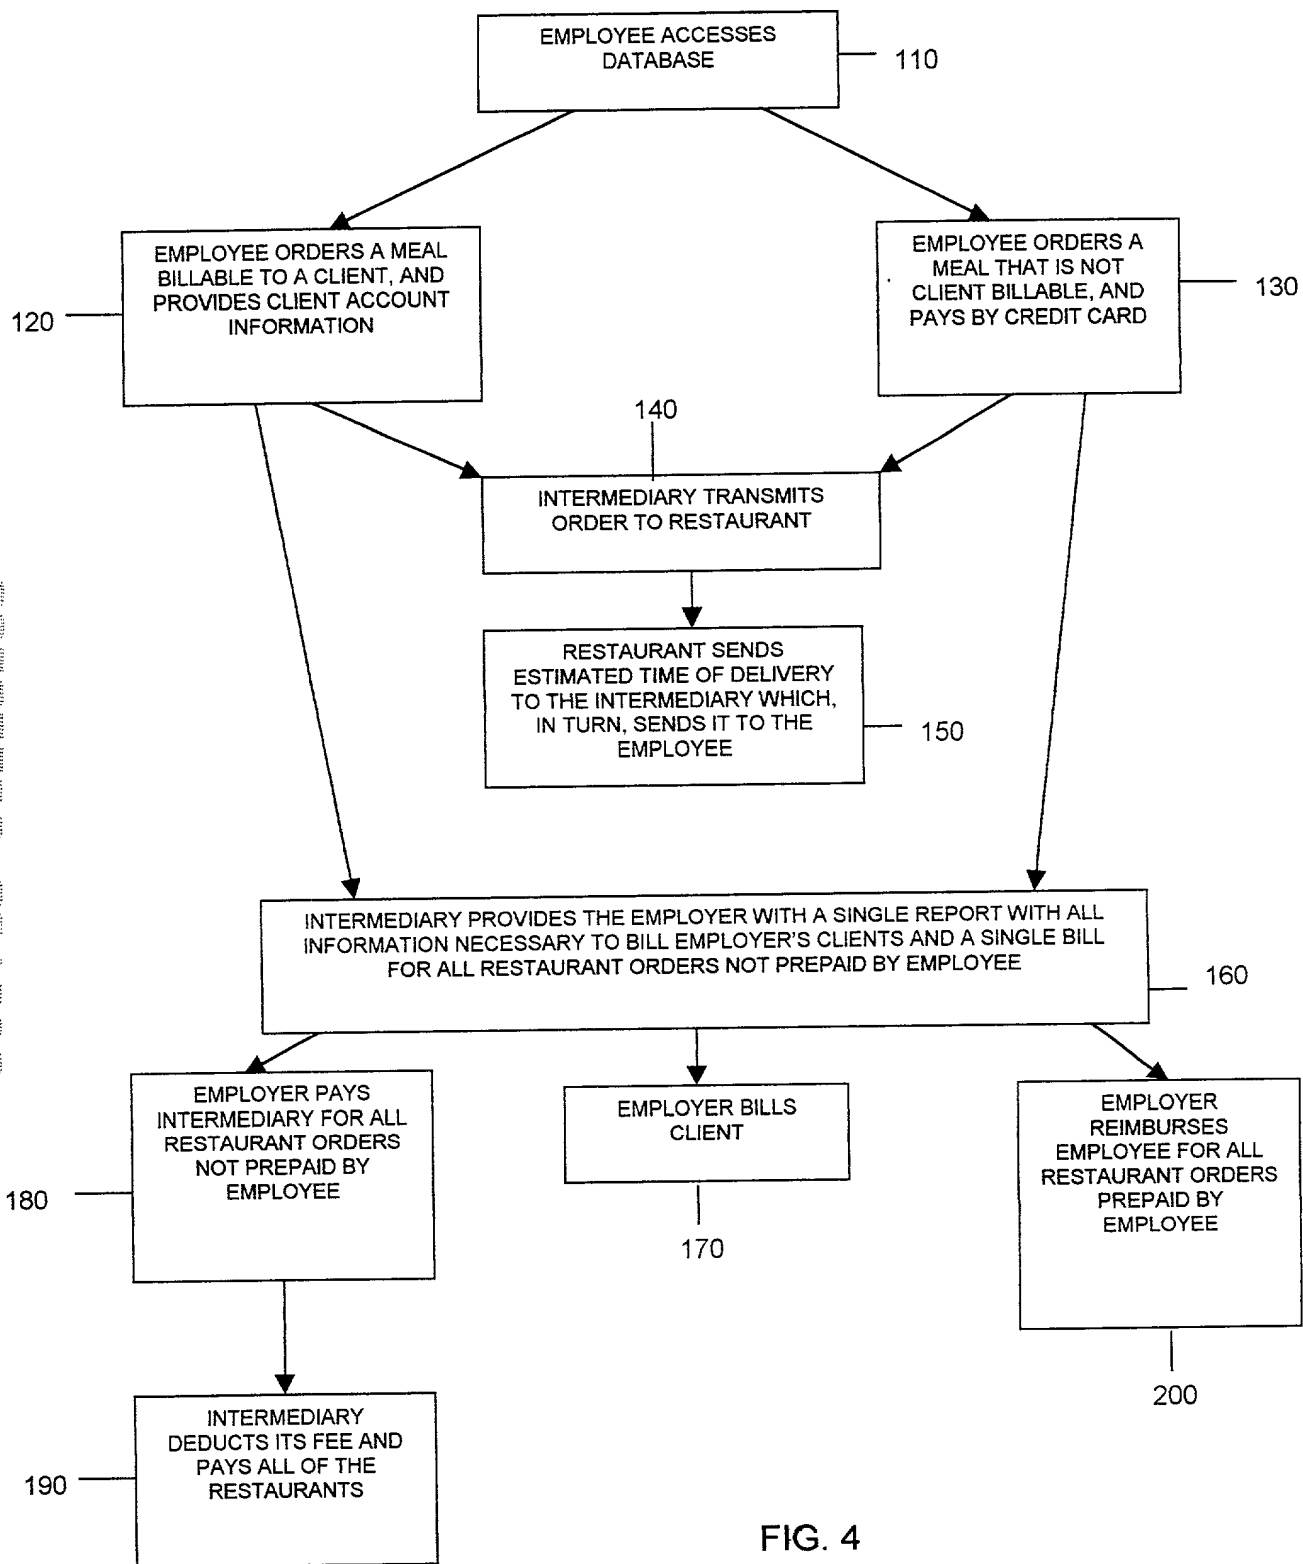 EMPLOYEE ACCESSES
DATABASE
110
EMPLOYEE ORDERS A MEAL
BILLABLE TO A CLIENT, AND
PROVIDES CLIENT ACCOUNT
INFORMATION
120
EMPLOYEE ORDERS A
MEAL THAT IS NOT
CLIENT BILLABLE, AND
PAYS BY CREDIT CARD
130
140
INTERMEDIARY TRANSMITS
ORDER TO RESTAURANT
RESTAURANT SENDS
ESTIMATED TIME OF DELIVERY
TO THE INTERMEDIARY WHICH,
IN TURN, SENDS IT TO THE
EMPLOYEE
150
INTERMEDIARY PROVIDES THE EMPLOYER WITH A SINGLE REPORT WITH ALL
INFORMATION NECESSARY TO BILL EMPLOYER'S CLIENTS AND A SINGLE BILL
FOR ALL RESTAURANT ORDERS NOT PREPAID BY EMPLOYEE
160
EMPLOYER PAYS
INTERMEDIARY FOR ALL
RESTAURANT ORDERS
NOT PREPAID BY
EMPLOYEE
180
EMPLOYER BILLS
CLIENT
170
EMPLOYER
REIMBURSES
EMPLOYEE FOR ALL
RESTAURANT ORDERS
PREPAID BY
EMPLOYEE
200
INTERMEDIARY
DEDUCTS ITS FEE AND
PAYS ALL OF THE
RESTAURANTS
190
FIG. 4